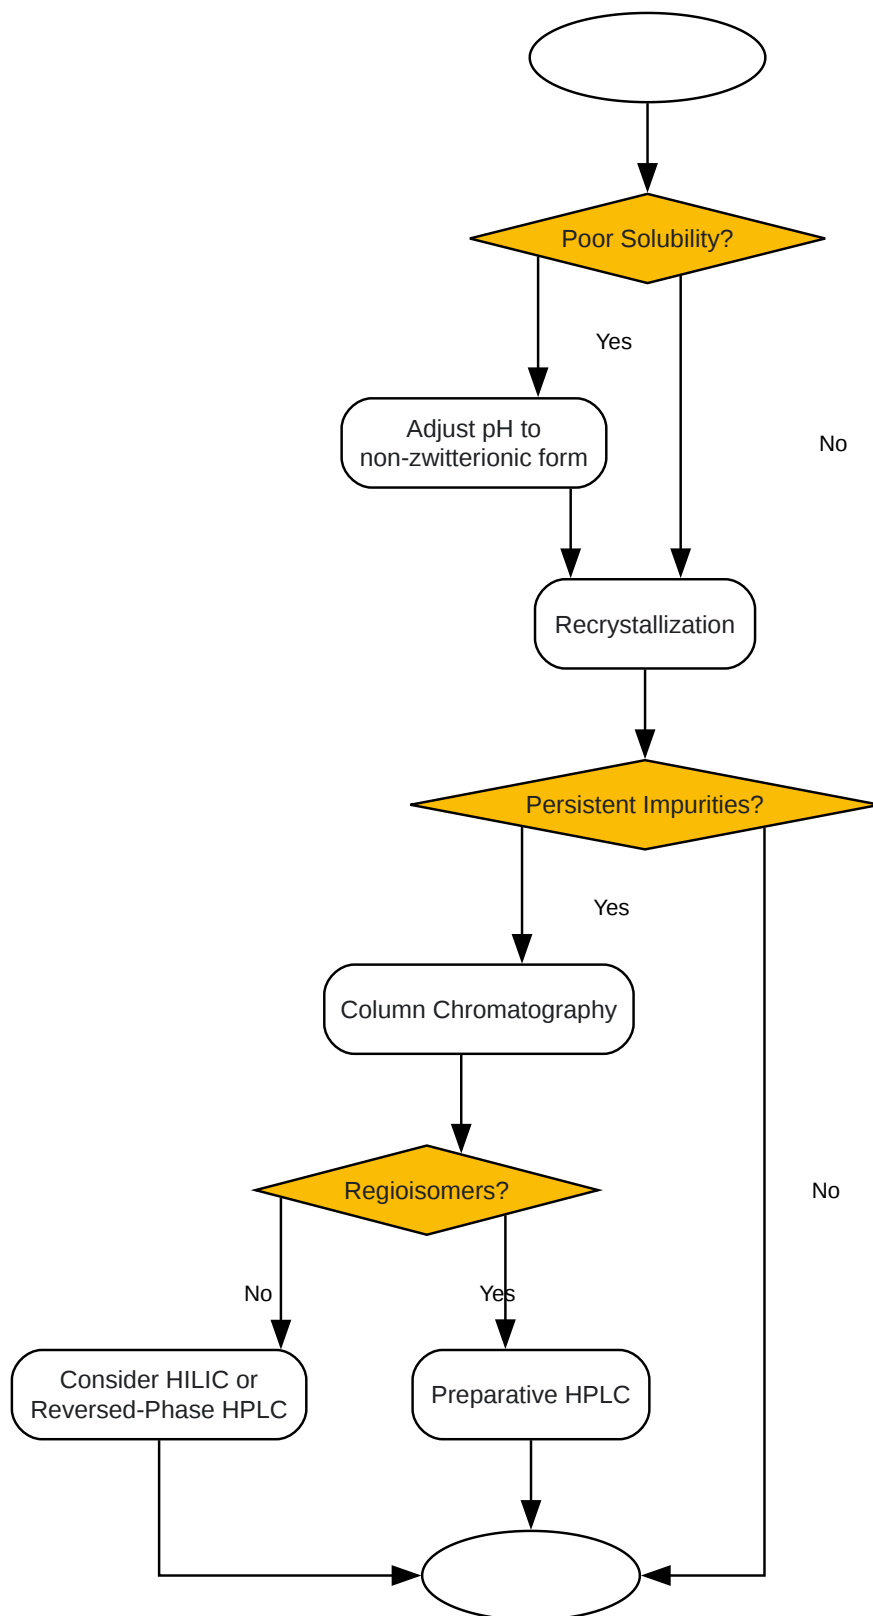 Poor Solubility?
Yes
Adjust pH to
non-zwitterionic form
No
Recrystallization
Persistent Impurities?
Yes
Column Chromatography
Regioisomers?
No
No
Yes
Consider HILIC or
Reversed-Phase HPLC
Preparative HPLC